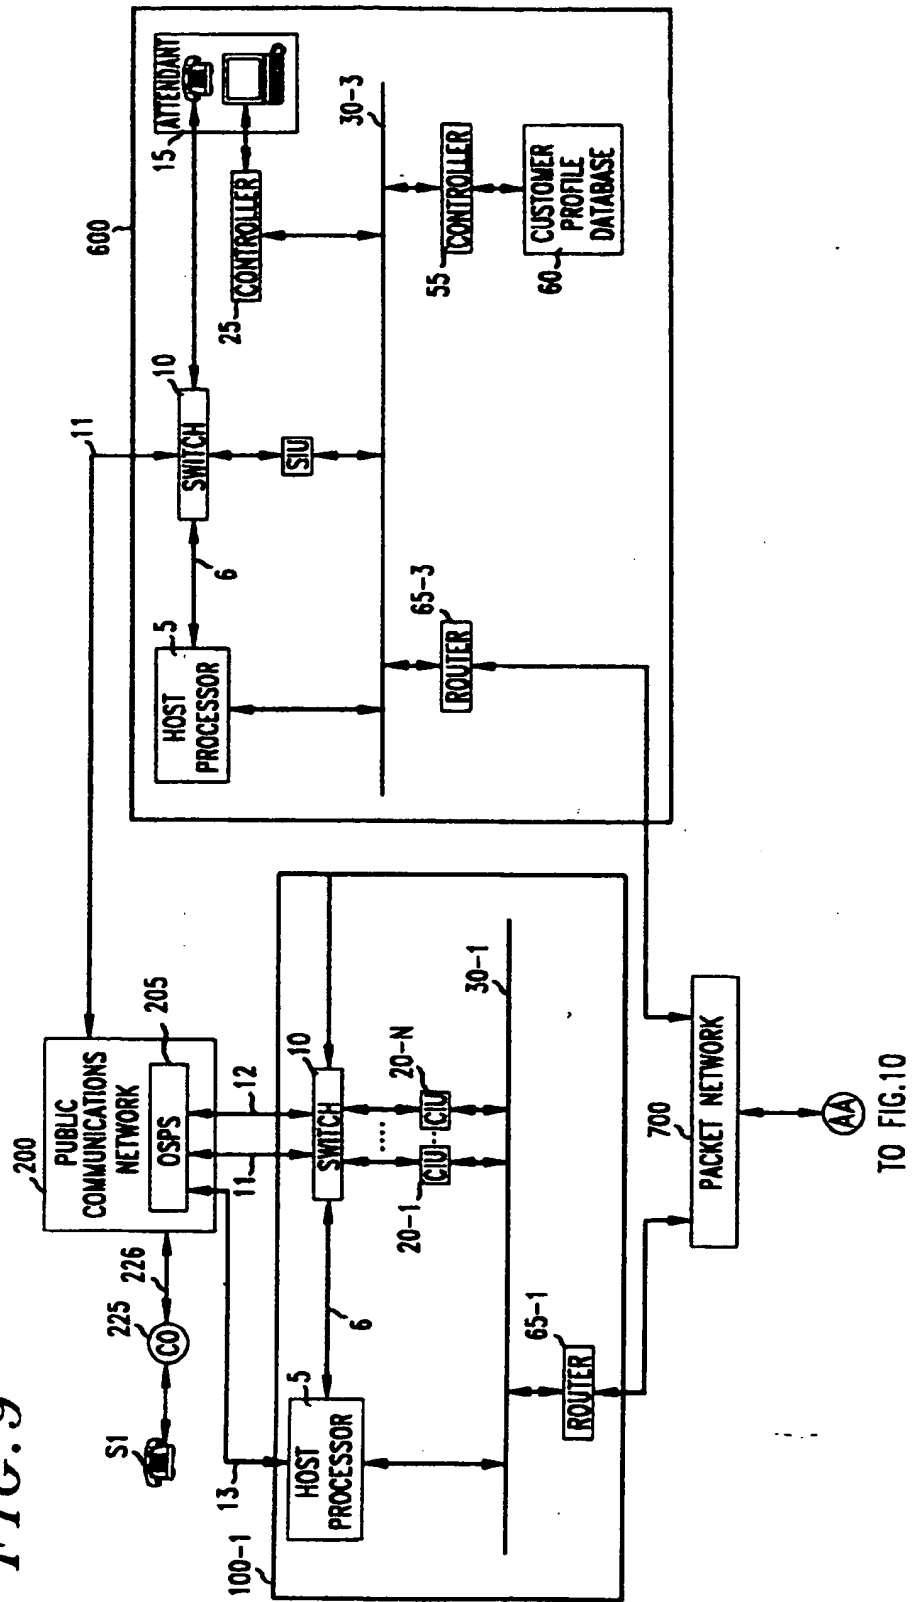 FIG. 9
200
PUBLIC
COMMUNICATIONS
NETWORK
205
OSPS
S1
225
CO
226
13
11
12
11
100-1
HOST
PROCESSOR
5
6
SWITCH
10
20-1
CIU
...
CIU
20-N
.....
30-1
65-1
ROUTER
600
HOST
PROCESSOR
5
6
SWITCH
10
SIU
15
ATTENDANT
25
CONTROLLER
30-3
ROUTER
65-3
55
CONTROLLER
60
CUSTOMER
PROFILE
DATABASE
700
PACKET NETWORK
AA
TO FIG.10